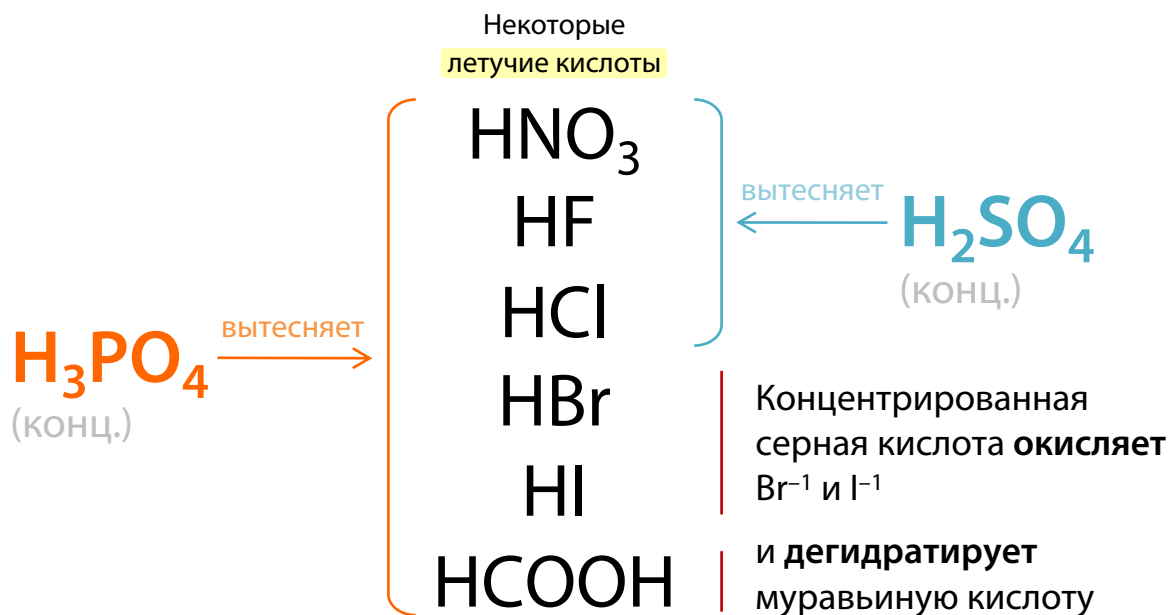 Некоторые
летучие кислоты
HNO₃
HF
HCl
HBr
HI
HCOOH
H₃PO₄
(конц.)
вытесняет
вытесняет
H₂SO₄
(конц.)
Концентрированная
серная кислота окисляет
Br⁻¹ и I⁻¹
и дегидратирует
муравьиную кислоту